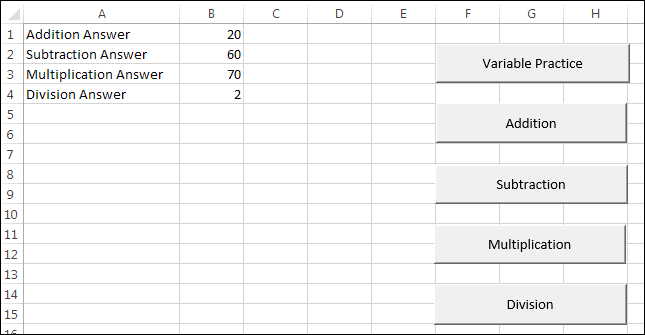 A B C D E F G H
1 Addition Answer 20
2 Subtraction Answer 60
Variable Practice
3 Multiplication Answer 70
4 Division Answer 2
5
Addition
6
7
8
Subtraction
9
10
11
Multiplication
12
13
14
Division
15
16